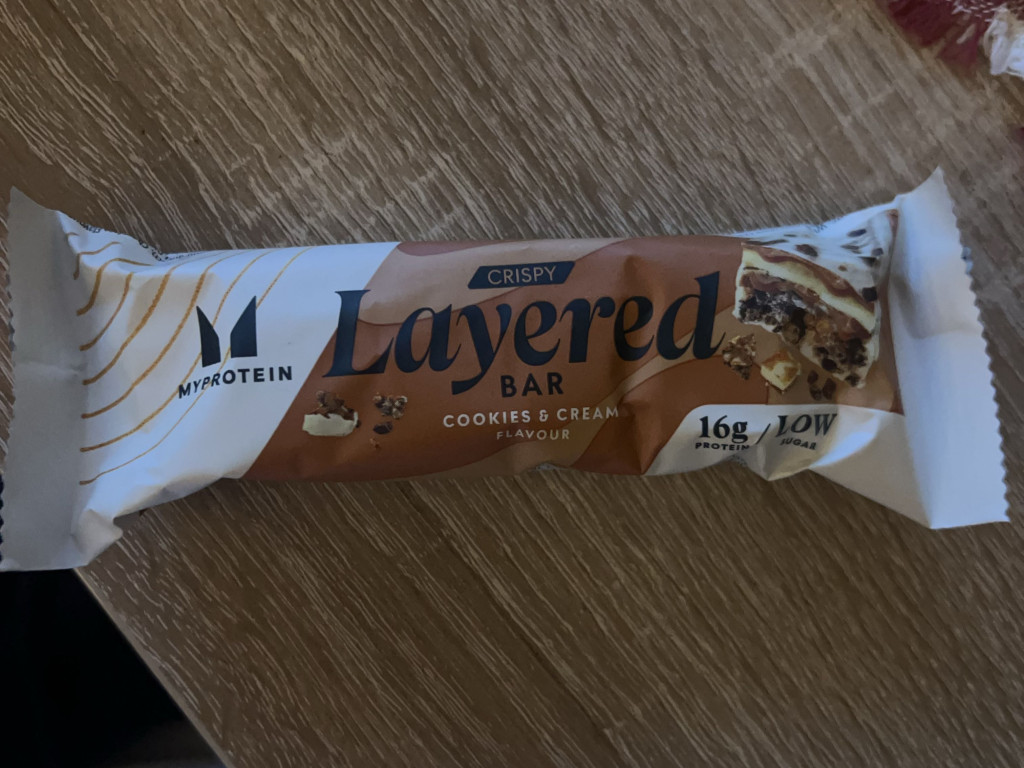 MYPROTEIN
CRISPY
Layered
BAR
COOKIES & CREAM
FLAVOUR
16g / LOW
PROTEIN SUGAR